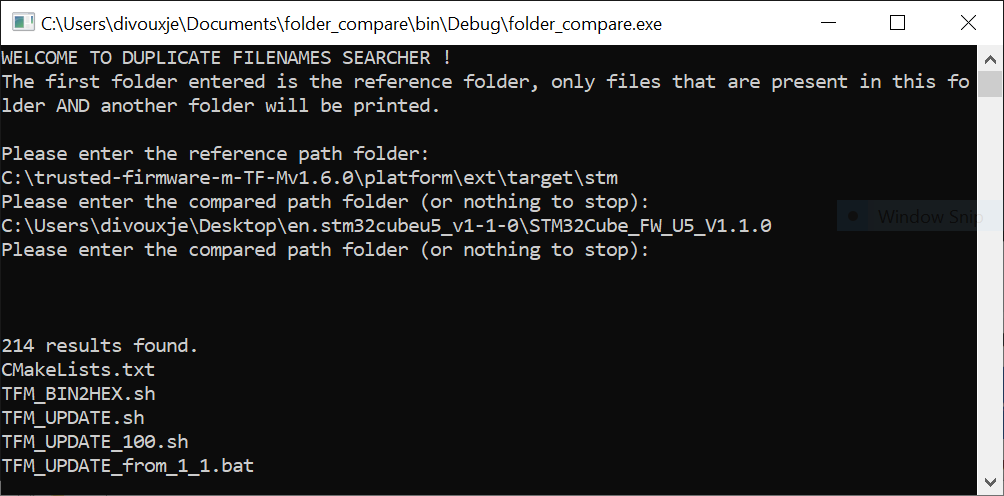 C:\Users\divouxje\Documents\folder_compare\bin\Debug\folder_compare.exe
WELCOME TO DUPLICATE FILENAMES SEARCHER !
The first folder entered is the reference folder, only files that are present in this fo
lder AND another folder will be printed.
Please enter the reference path folder:
C:\trusted-firmware-m-TF-Mv1.6.0\platform\ext\target\stm
Please enter the compared path folder (or nothing to stop):
C:\Users\divouxje\Desktop\en.stm32cubeu5_v1-1-0\STM32Cube_FW_U5_V1.1.0
Window Snip
Please enter the compared path folder (or nothing to stop):
214 results found.
CMakeLists.txt
TFM_BIN2HEX.sh
TFM_UPDATE.sh
TFM_UPDATE_100.sh
TFM_UPDATE_from_1_1.bat